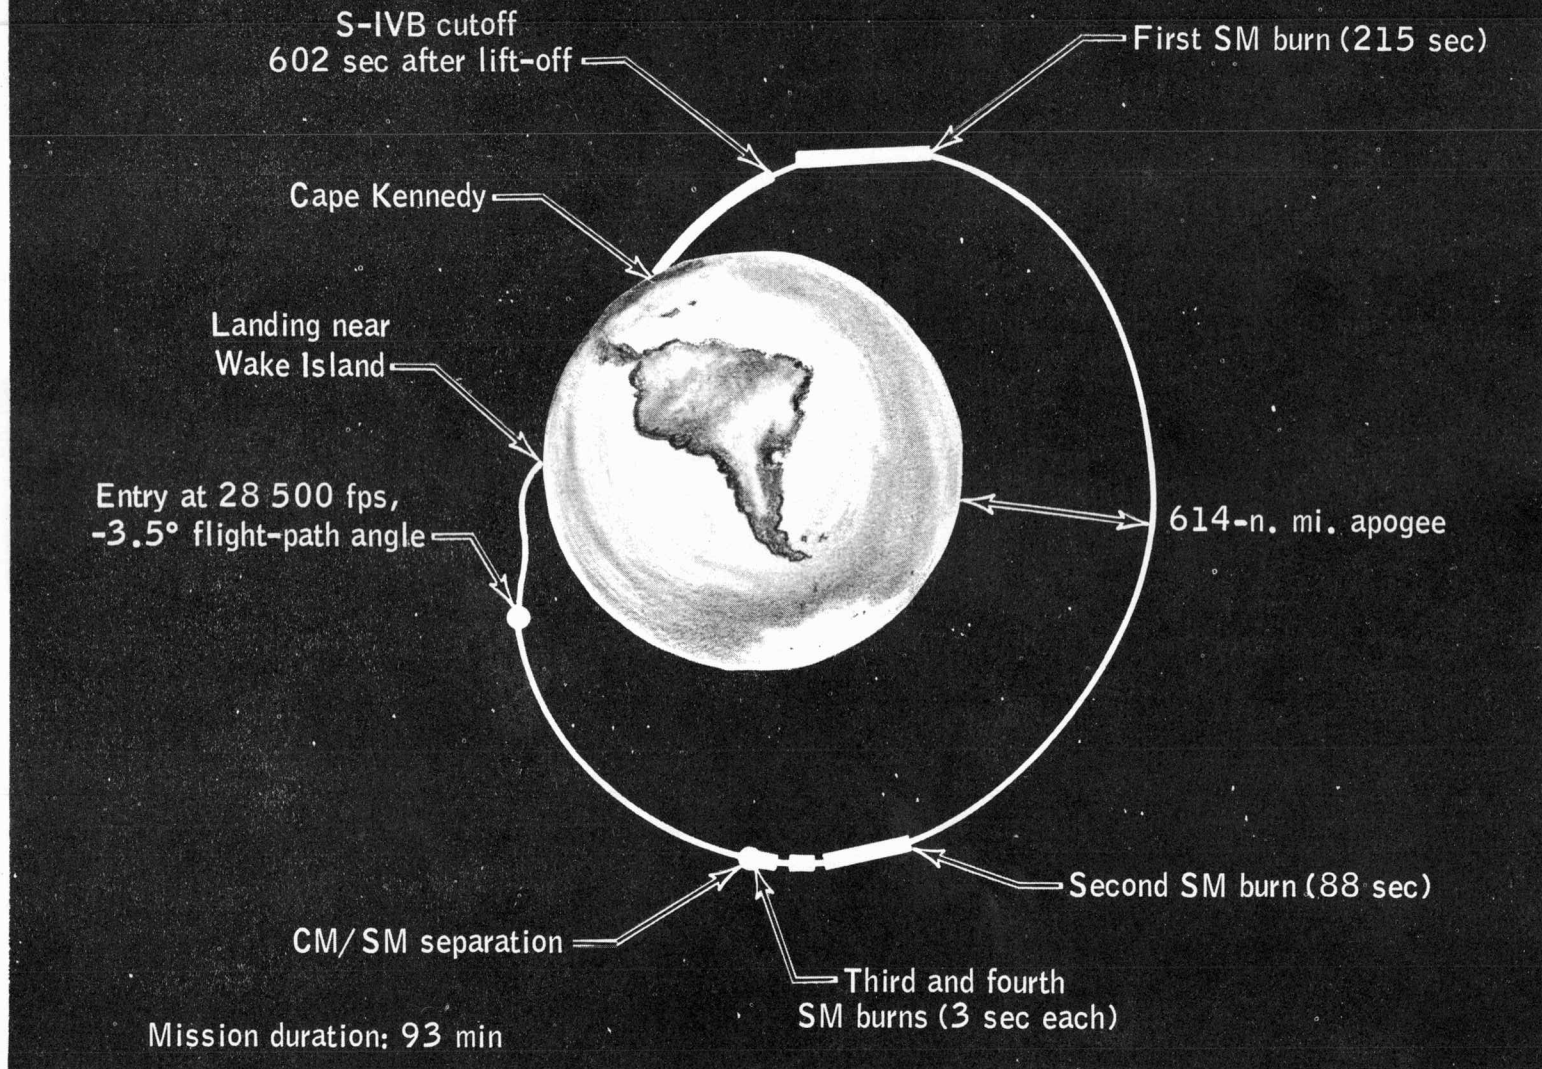 S-IVB cutoff
602 sec after lift-off
First SM burn (215 sec)
Cape Kennedy
Landing near
Wake Island
Entry at 28 500 fps,
-3.5° flight-path angle
614-n. mi. apogee
Second SM burn (88 sec)
CM/SM separation
Third and fourth
SM burns (3 sec each)
Mission duration: 93 min